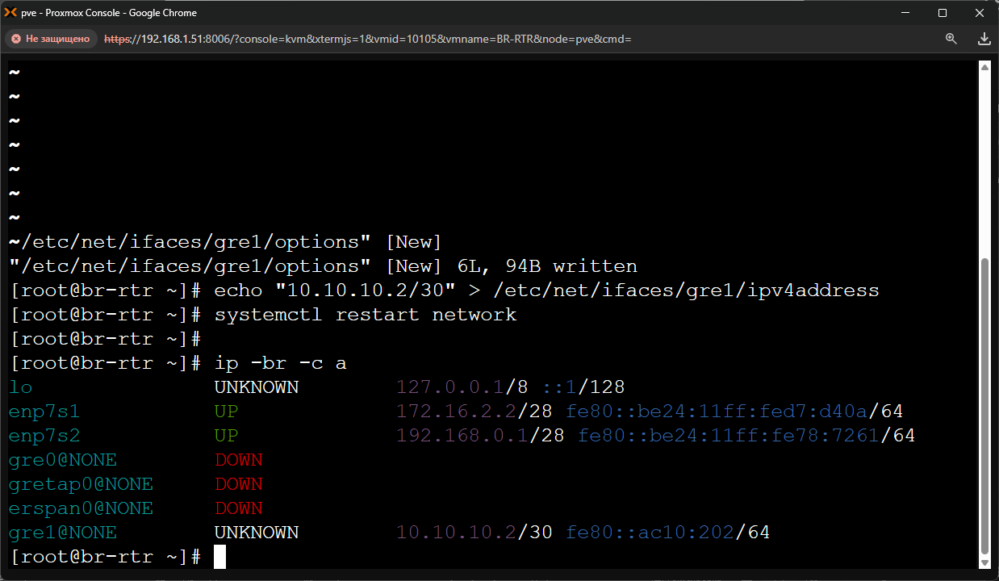 pve - Proxmox Console - Google Chrome
Не защищено https://192.168.1.51:8006/?console=kvm&xtermjs=1&vmid=10105&vmname=BR-RTR&node=pve&cmd=
~
~
~
~
~
~
~
~/etc/net/ifaces/gre1/options" [New]
"/etc/net/ifaces/gre1/options" [New] 6L, 94B written
[root@br-rtr ~]# echo "10.10.10.2/30" > /etc/net/ifaces/gre1/ipv4address
[root@br-rtr ~]# systemctl restart network
[root@br-rtr ~]#
[root@br-rtr ~]# ip -br -c a
lo UNKNOWN 127.0.0.1/8 ::1/128
enp7s1 UP 172.16.2.2/28 fe80::be24:11ff:fed7:d40a/64
enp7s2 UP 192.168.0.1/28 fe80::be24:11ff:fe78:7261/64
gre0@NONE DOWN
gretap0@NONE DOWN
erspan0@NONE DOWN
gre1@NONE UNKNOWN 10.10.10.2/30 fe80::ac10:202/64
[root@br-rtr ~]#